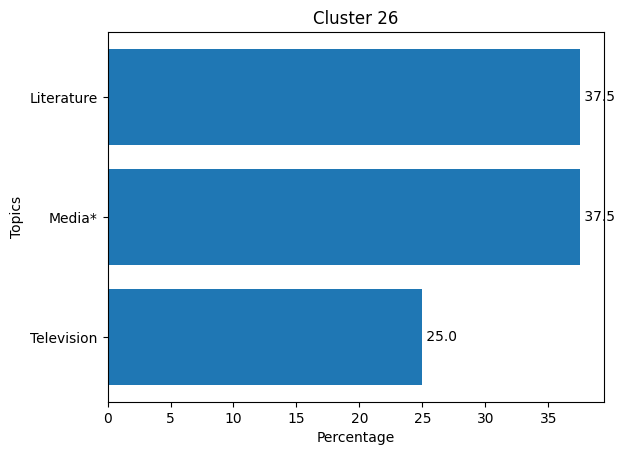 Cluster 26
Topics
Literature
37.5
Media*
37.5
Television
25.0
0 5 10 15 20 25 30 35
Percentage